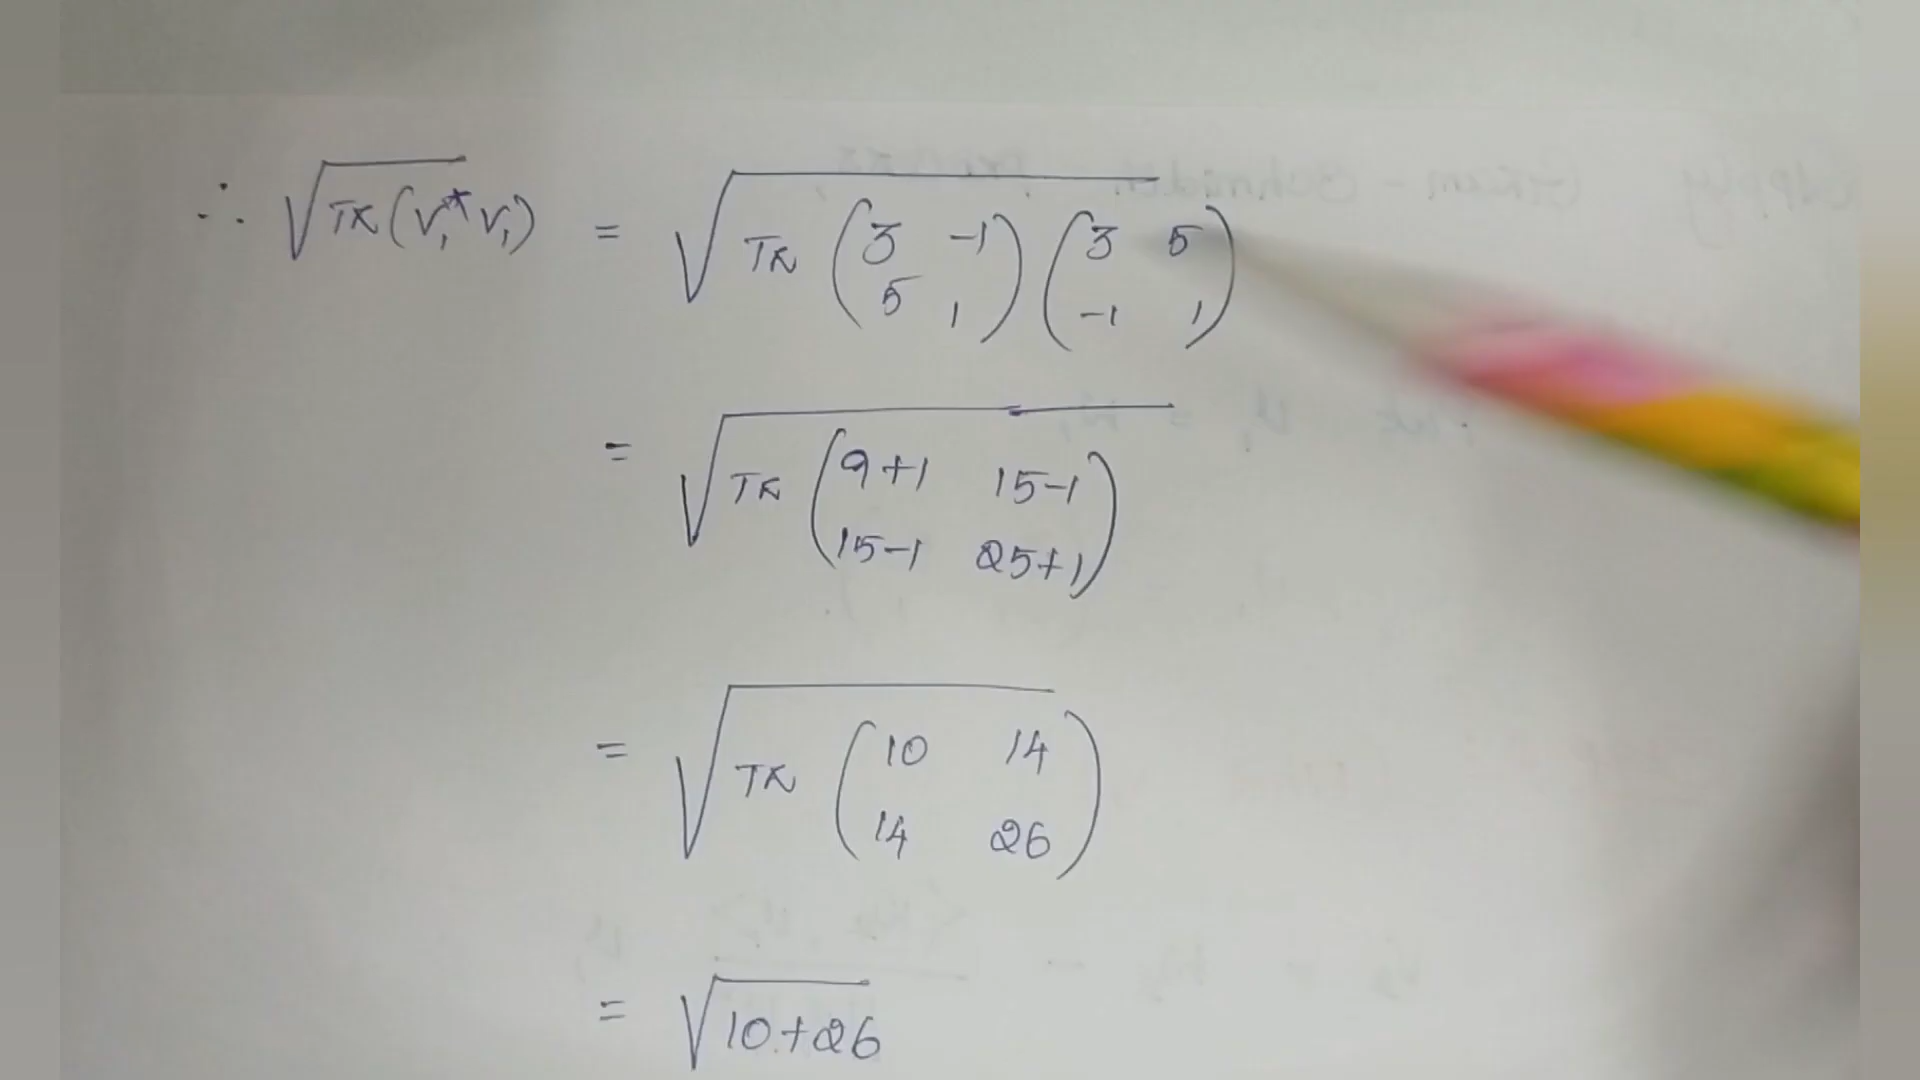 ∴ √Tr(V₁* V₁) = √Tr (3 -1) (3 5)
(5 1) (-1 1)
= √Tr (9+1 15-1)
(15-1 25+1)
= √Tr (10 14)
(14 26)
= √10+26